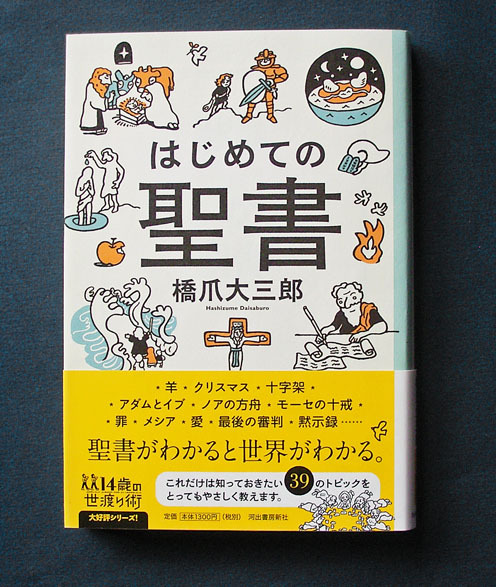 はじめての
聖書
橋爪大三郎
Hashizume Daisaburo
★羊★クリスマス★十字架★
★アダムとイブ★ノアの方舟★モーセの十戒★
★罪★メシア★愛★最後の審判★黙示録……
聖書がわかると世界がわかる。
14歳の
世渡り術
大好評シリーズ!
これだけは知っておきたい39のトピックを
とってもやさしく教えます。
定価 本体1300円(税別) 河出書房新社